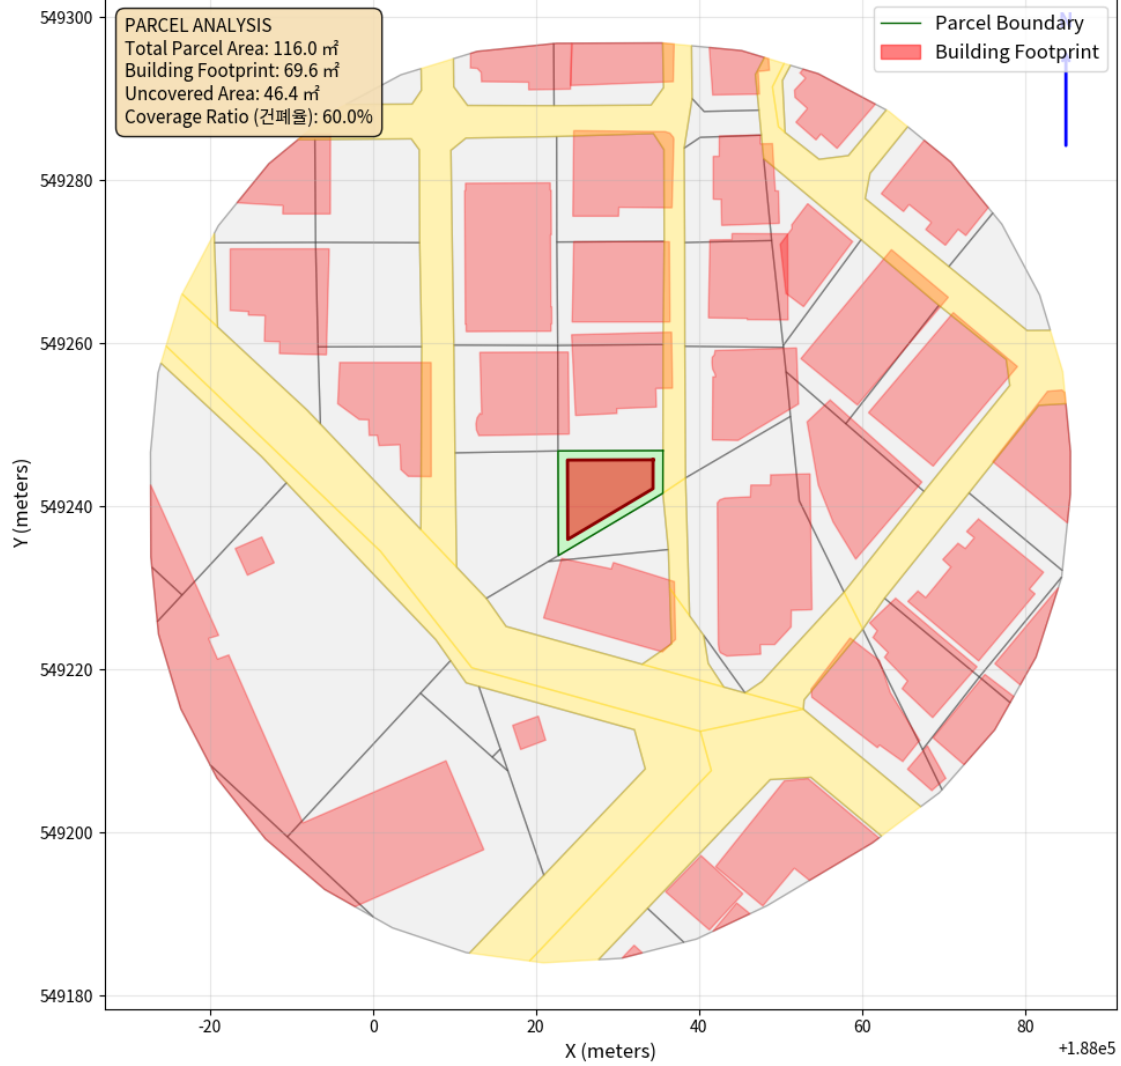 549300
PARCEL ANALYSIS
Total Parcel Area: 116.0 ㎡
Building Footprint: 69.6 ㎡
Uncovered Area: 46.4 ㎡
Coverage Ratio (건폐율): 60.0%
Parcel Boundary
Building Footprint
N
549280
549260
549240
549220
549200
549180
Y (meters)
-20
0
20
40
60
80
X (meters)
+1.88e5